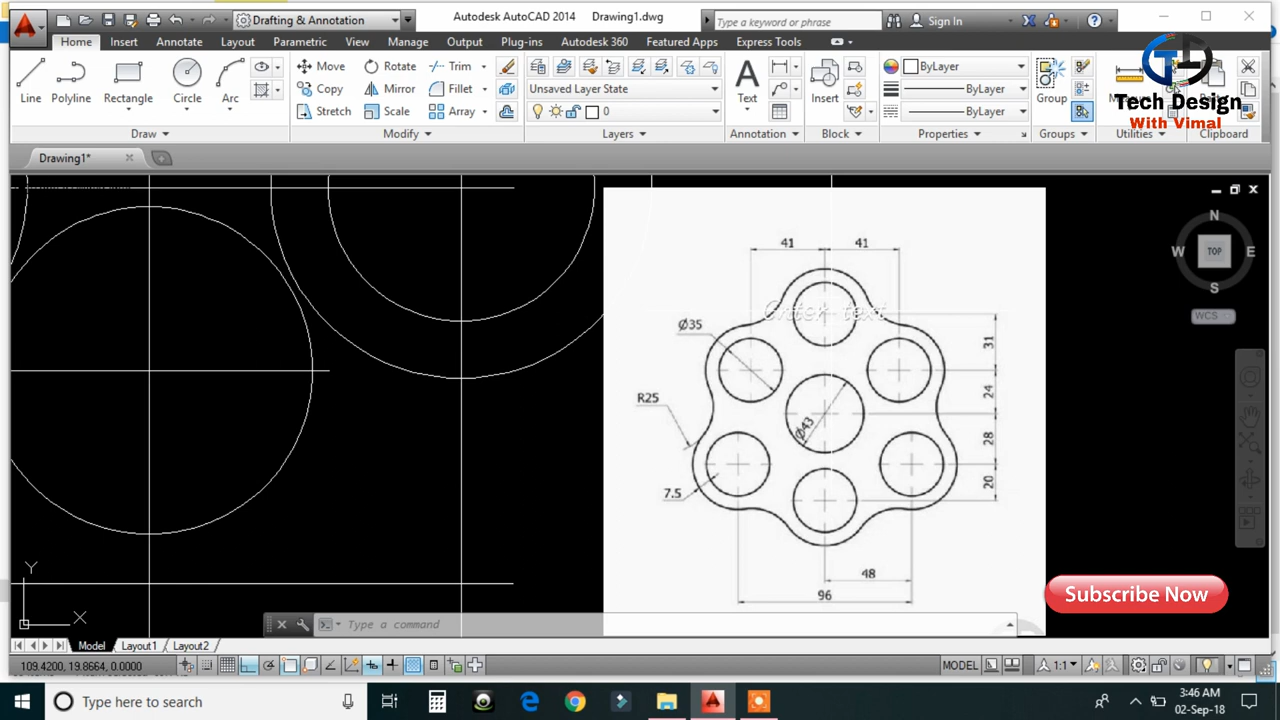 Drafting & Annotation
Autodesk AutoCAD 2014 Drawing1.dwg
Type a keyword or phrase
Sign In
Home Insert Annotate Layout Parametric View Manage Output Plug-ins Autodesk 360 Featured Apps Express Tools
Line Polyline Rectangle Circle Arc
Move Rotate Trim
Copy Mirror Fillet
Stretch Scale Array
Unsaved Layer State
0
Text
Insert
ByLayer
ByLayer
ByLayer
Group
Draw Modify Layers Annotation Block Properties Groups Utilities Clipboard
Tech Design
With Vimal
Drawing1*
N
W TOP E
S
WCS
41 41
Enter text
Ø35
31
24
R25
Ø43
28
7.5
20
48
96
Subscribe Now
Y
X
Type a command
Model Layout1 Layout2
109.4200, 19.8664, 0.0000
MODEL
1:1
Type here to search
3:46 AM
02-Sep-18